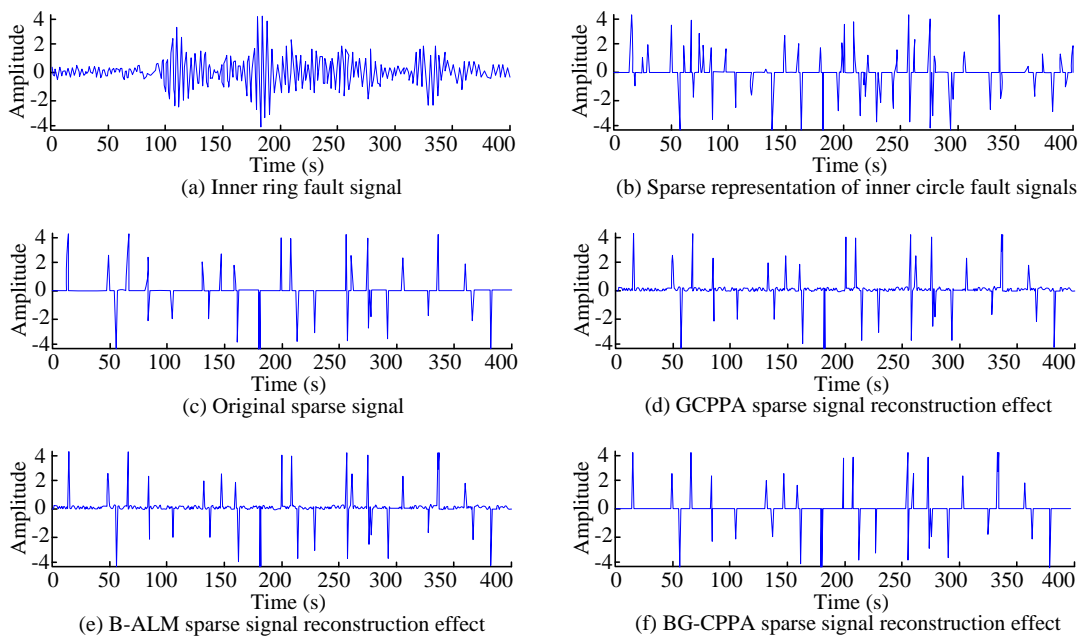 Amplitude
4
2
0
-2
-4
0 50 100 150 200 250 300 350 400
Time (s)
(a) Inner ring fault signal
Amplitude
4
2
0
-2
-4
0 50 100 150 200 250 300 350 400
Time (s)
(b) Sparse representation of inner circle fault signals
Amplitude
4
2
0
-2
-4
0 50 100 150 200 250 300 350 400
Time (s)
(c) Original sparse signal
Amplitude
4
2
0
-2
-4
0 50 100 150 200 250 300 350 400
Time (s)
(d) GCPPA sparse signal reconstruction effect
Amplitude
4
2
0
-2
-4
0 50 100 150 200 250 300 350 400
Time (s)
(e) B-ALM sparse signal reconstruction effect
Amplitude
4
2
0
-2
-4
0 50 100 150 200 250 300 350 400
Time (s)
(f) BG-CPPA sparse signal reconstruction effect